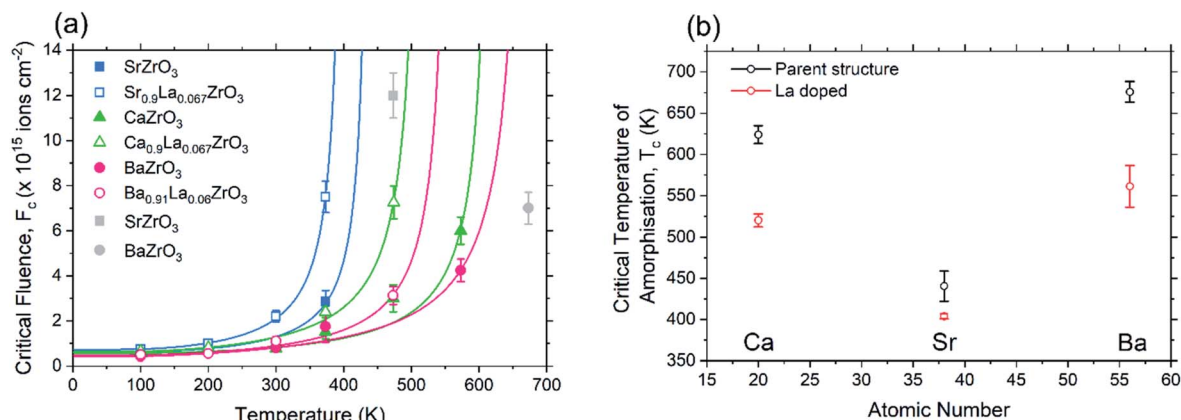 (a)
Critical Fluence, F_c (x 10^15 ions cm^-2)
14
12
10
8
6
4
2
0
SrZrO3
Sr0.9La0.067ZrO3
CaZrO3
Ca0.9La0.067ZrO3
BaZrO3
Ba0.91La0.06ZrO3
SrZrO3
BaZrO3
0 100 200 300 400 500 600 700
Temperature (K)
(b)
Critical Temperature of
Amorphisation, T_c (K)
700
650
600
550
500
450
400
350
Parent structure
La doped
Ca Sr Ba
15 20 25 30 35 40 45 50 55 60
Atomic Number